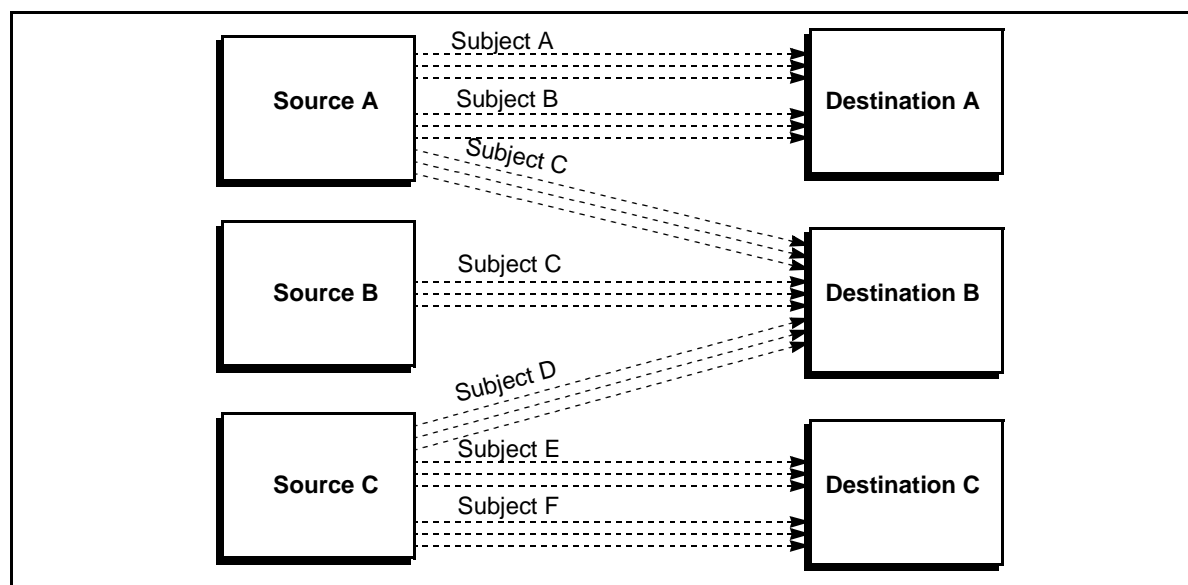 Subject A
Source A
Destination A
Subject B
Subject C
Subject C
Source B
Destination B
Subject D
Subject E
Source C
Destination C
Subject F